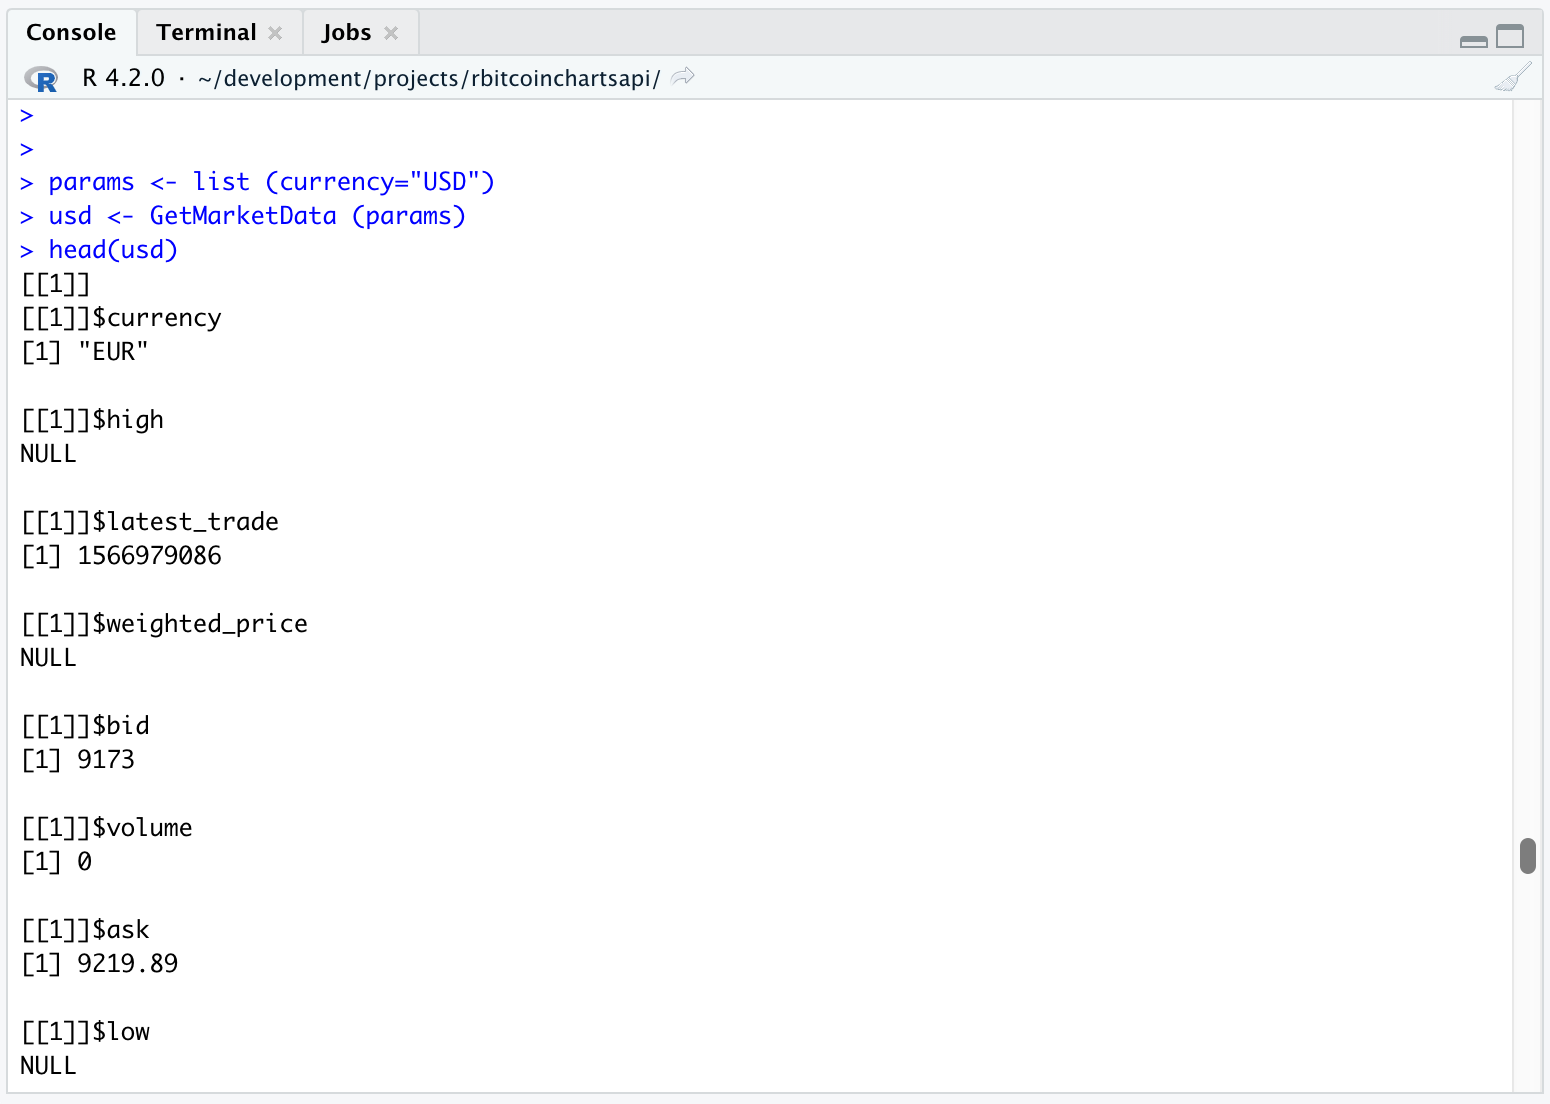 Console Terminal Jobs
R 4.2.0 · ~/development/projects/rbitcoinchartsapi/
>
>
> params <- list (currency="USD")
> usd <- GetMarketData (params)
> head(usd)
[[1]]
[[1]]$currency
[1] "EUR"
[[1]]$high
NULL
[[1]]$latest_trade
[1] 1566979086
[[1]]$weighted_price
NULL
[[1]]$bid
[1] 9173
[[1]]$volume
[1] 0
[[1]]$ask
[1] 9219.89
[[1]]$low
NULL